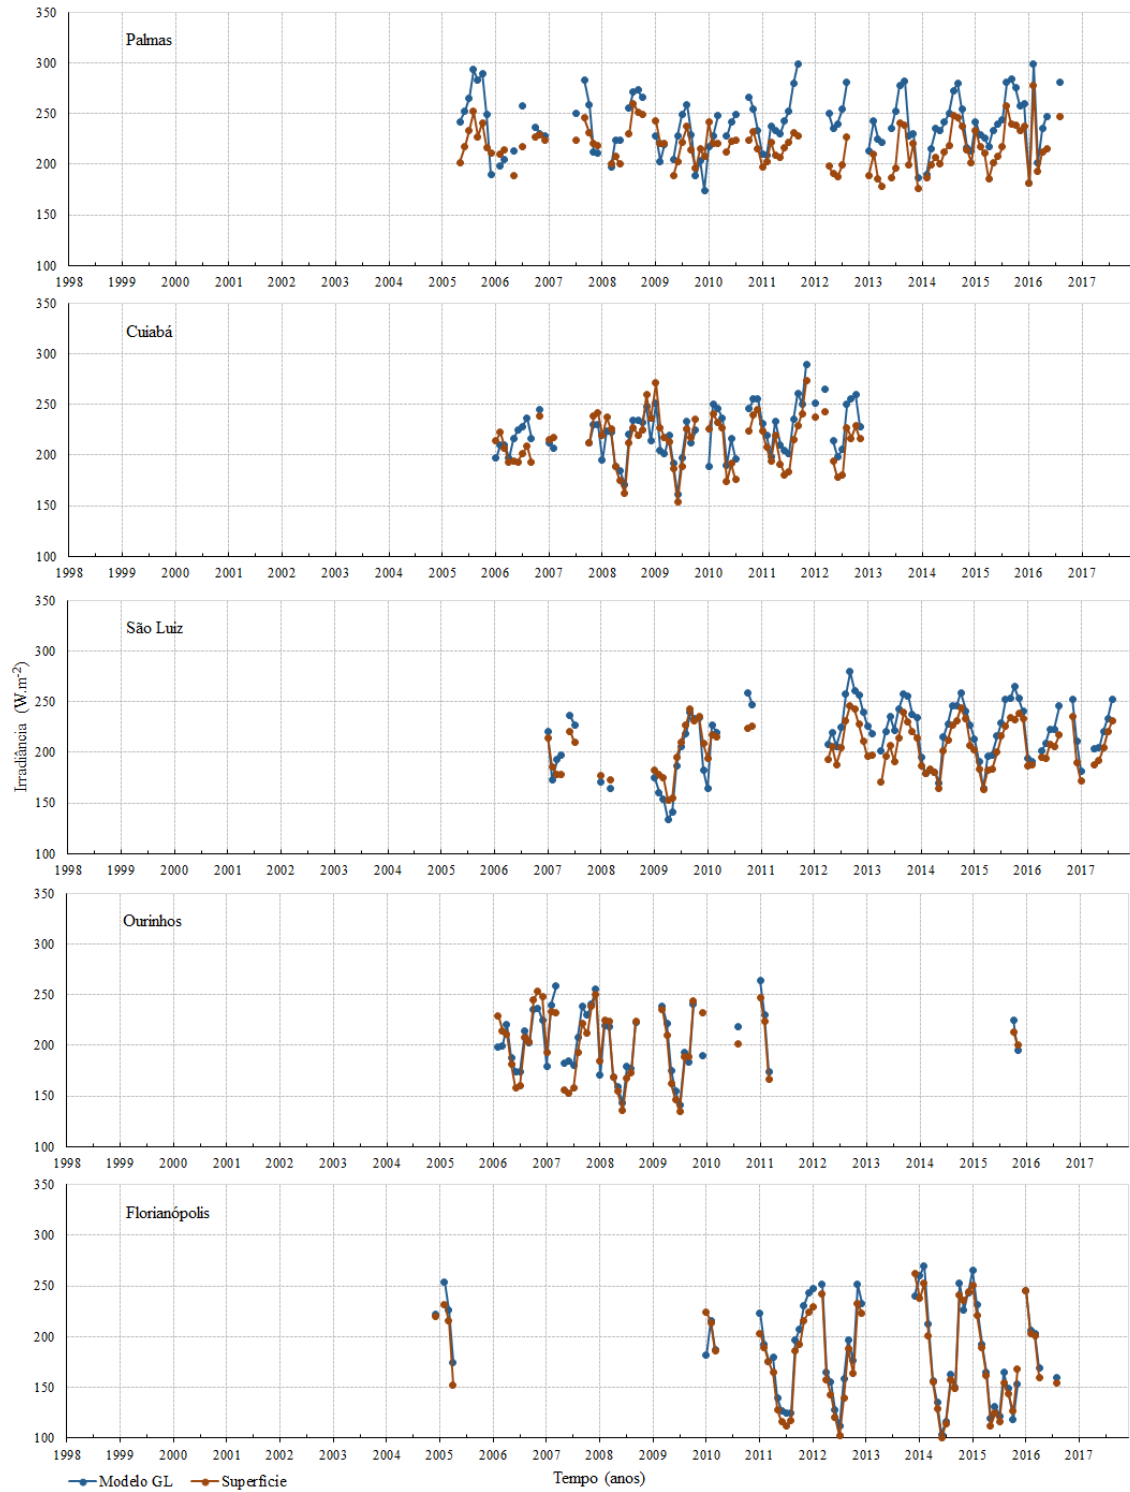 350
Palmas
300
250
200
150
100
1998 1999 2000 2001 2002 2003 2004 2005 2006 2007 2008 2009 2010 2011 2012 2013 2014 2015 2016 2017
350
Cuiabá
300
250
200
150
100
1998 1999 2000 2001 2002 2003 2004 2005 2006 2007 2008 2009 2010 2011 2012 2013 2014 2015 2016 2017
350
São Luiz
300
250
200
150
100
Irradiância (W.m⁻²)
1998 1999 2000 2001 2002 2003 2004 2005 2006 2007 2008 2009 2010 2011 2012 2013 2014 2015 2016 2017
350
Ourinhos
300
250
200
150
100
1998 1999 2000 2001 2002 2003 2004 2005 2006 2007 2008 2009 2010 2011 2012 2013 2014 2015 2016 2017
350
Florianópolis
300
250
200
150
100
1998 1999 2000 2001 2002 2003 2004 2005 2006 2007 2008 2009 2010 2011 2012 2013 2014 2015 2016 2017
Modelo GL Superficie Tempo (anos)